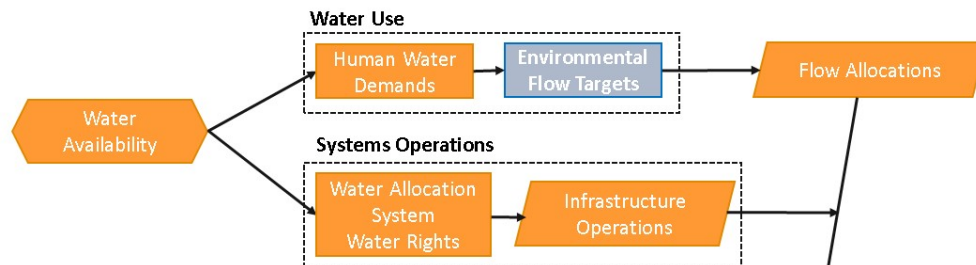 Water Use
Human Water
Demands
Environmental
Flow Targets
Flow Allocations
Water
Availability
Systems Operations
Water Allocation
System
Water Rights
Infrastructure
Operations